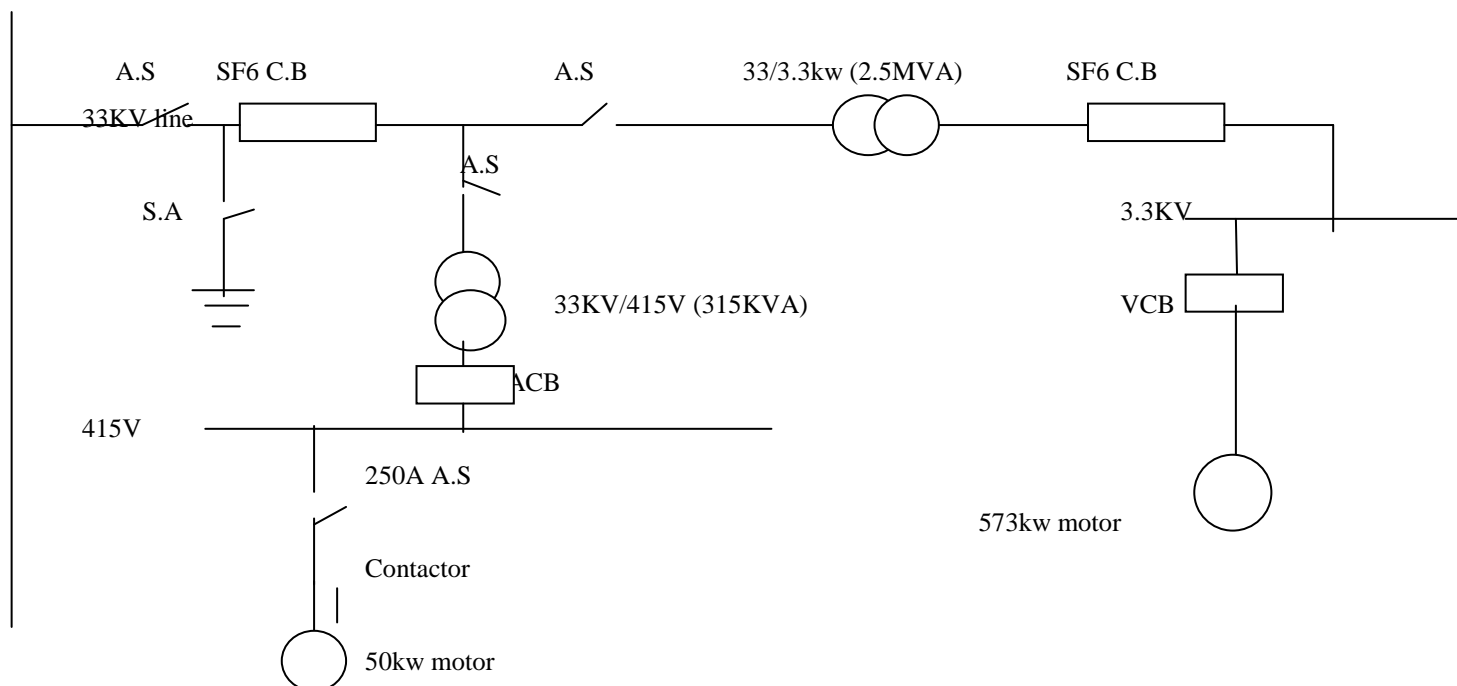 A.S SF6 C.B A.S 33/3.3kw (2.5MVA) SF6 C.B
33KV line
A.S
S.A 3.3KV
33KV/415V (315KVA) VCB
ACB
415V
250A A.S
573kw motor
Contactor
50kw motor